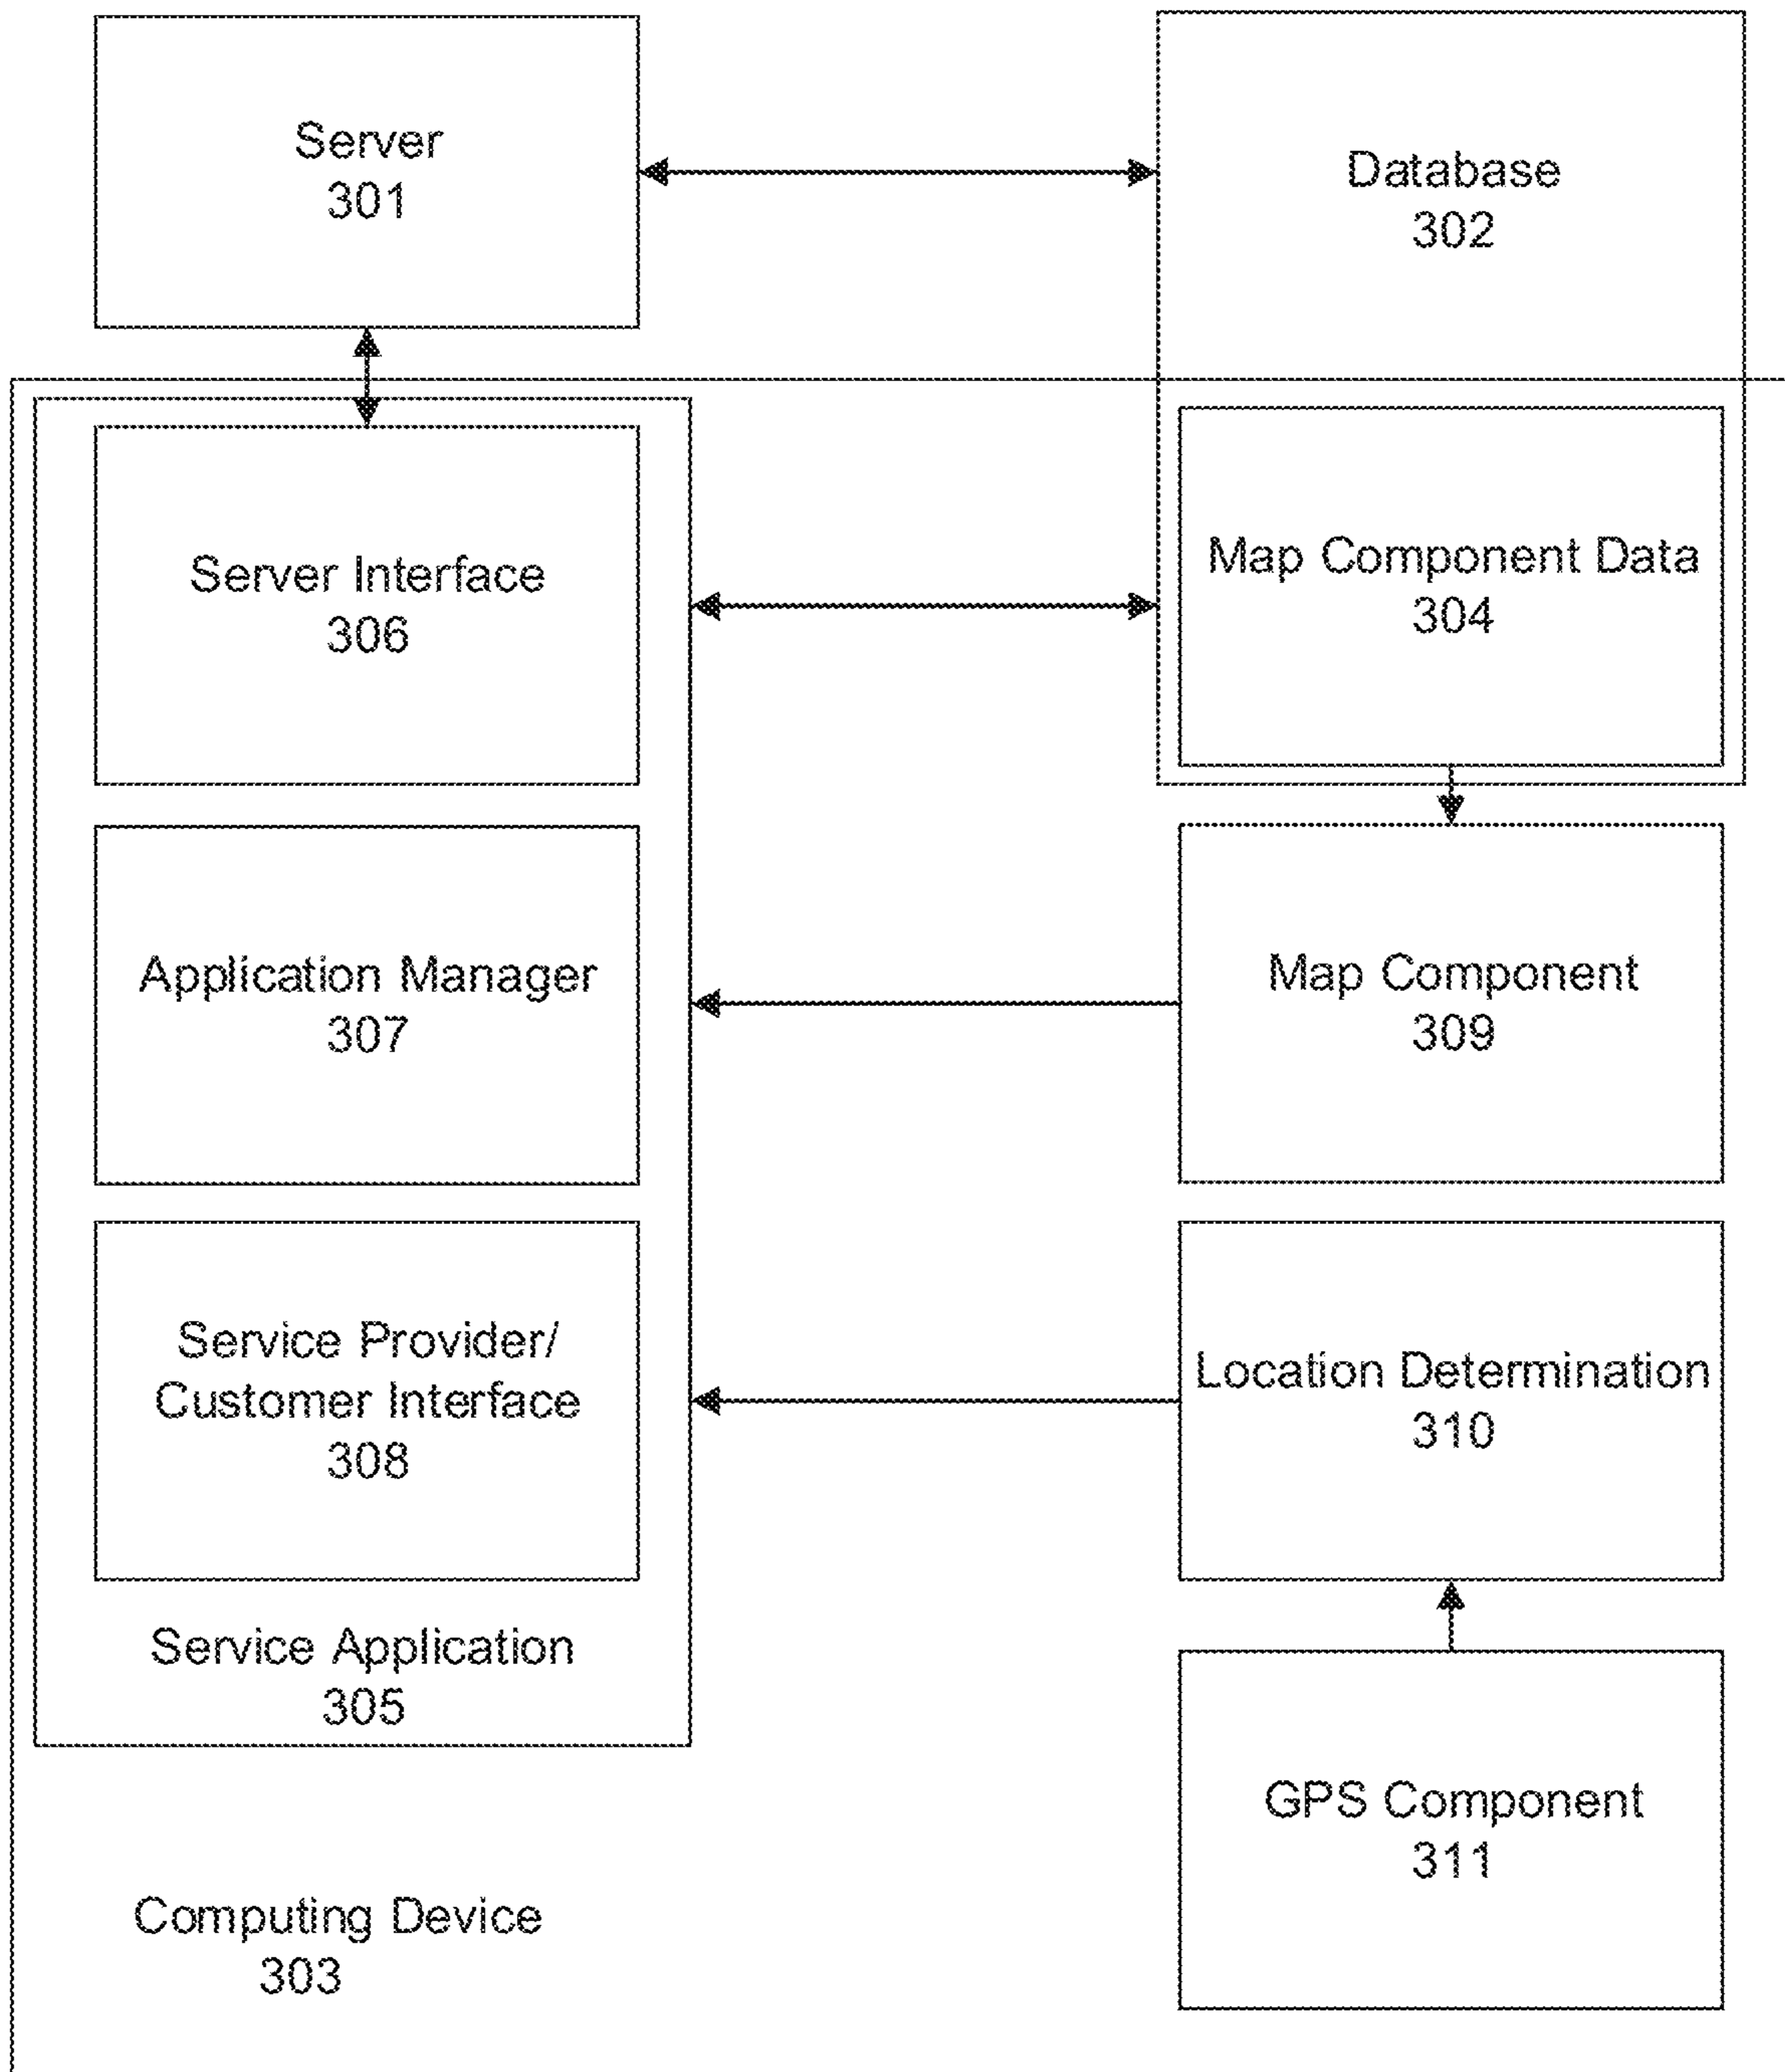 Server
301
Database
302
Server Interface
306
Map Component Data
304
Application Manager
307
Map Component
309
Service Provider/
Customer Interface
308
Location Determination
310
Service Application
305
GPS Component
311
Computing Device
303